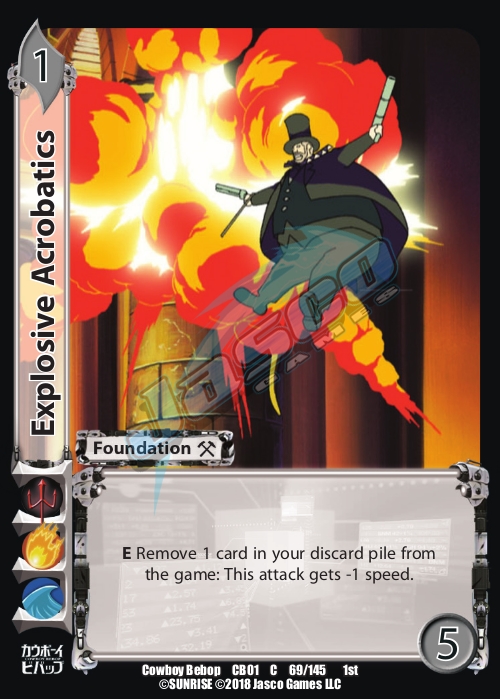 1
Explosive Acrobatics
JASCO
GAMES
Foundation
E Remove 1 card in your discard pile from
the game: This attack gets -1 speed.
5
カウボーイ
ビバップ
Cowboy Bebop CB01 C 69/145 1st
©SUNRISE ©2018 Jasco Games LLC